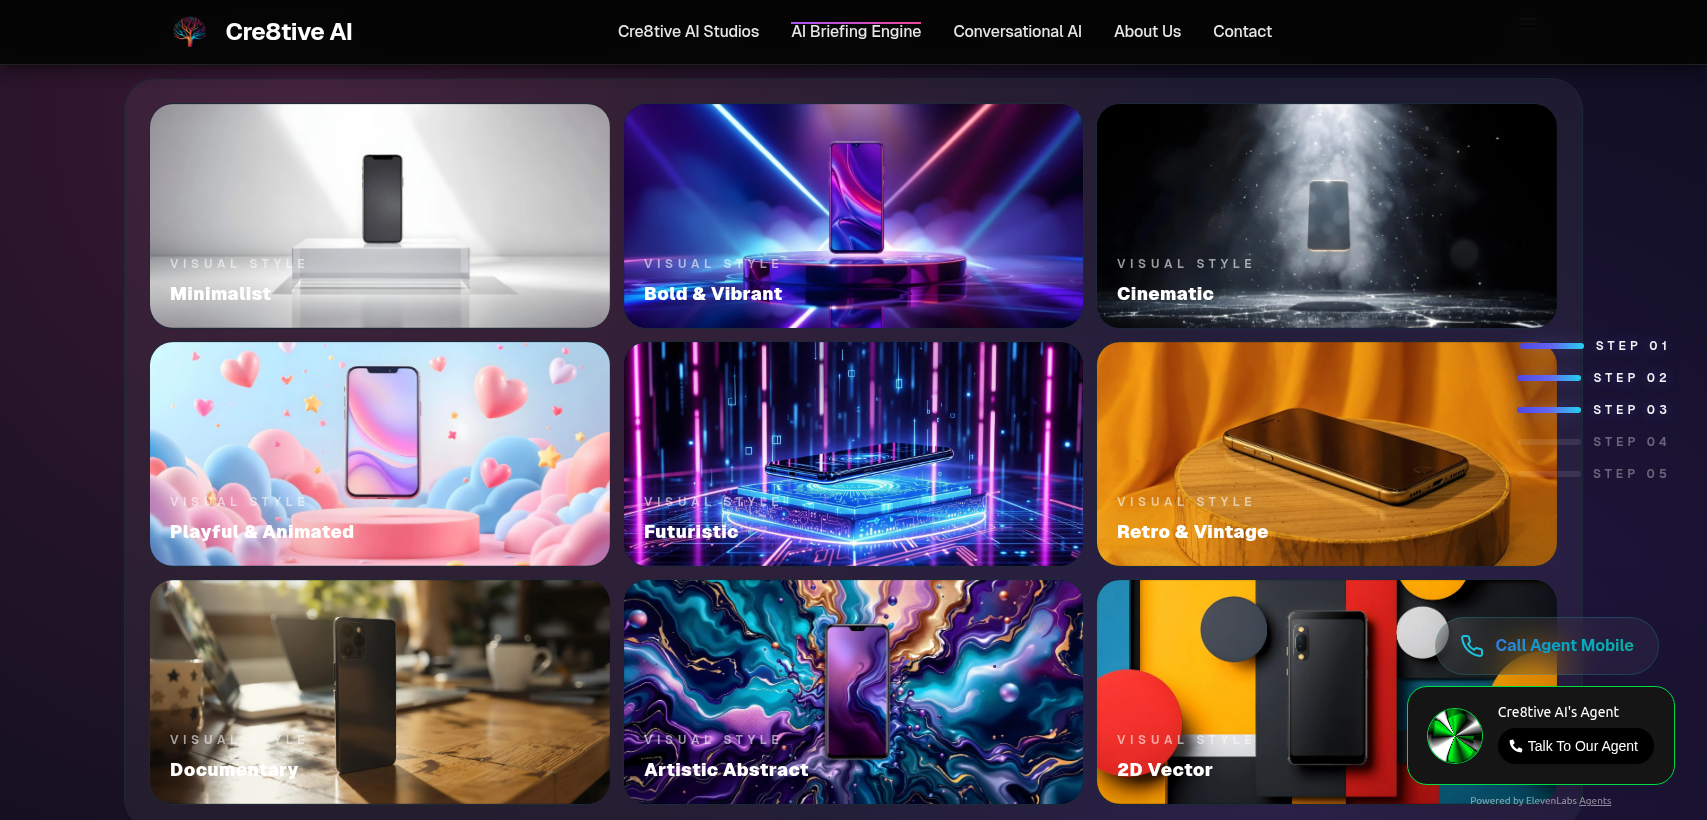 Cre8tive AI
Cre8tive AI Studios
AI Briefing Engine
Conversational AI
About Us
Contact
VISUAL STYLE
Minimalist
VISUAL STYLE
Bold & Vibrant
VISUAL STYLE
Cinematic
STEP 01
STEP 02
STEP 03
STEP 04
STEP 05
VISUAL STYLE
Playful & Animated
VISUAL STYLE
Futuristic
VISUAL STYLE
Retro & Vintage
VISUAL STYLE
Documentary
VISUAL STYLE
Artistic Abstract
VISUAL STYLE
2D Vector
Call Agent Mobile
Cre8tive AI's Agent
Talk To Our Agent
Powered by ElevenLabs Agents